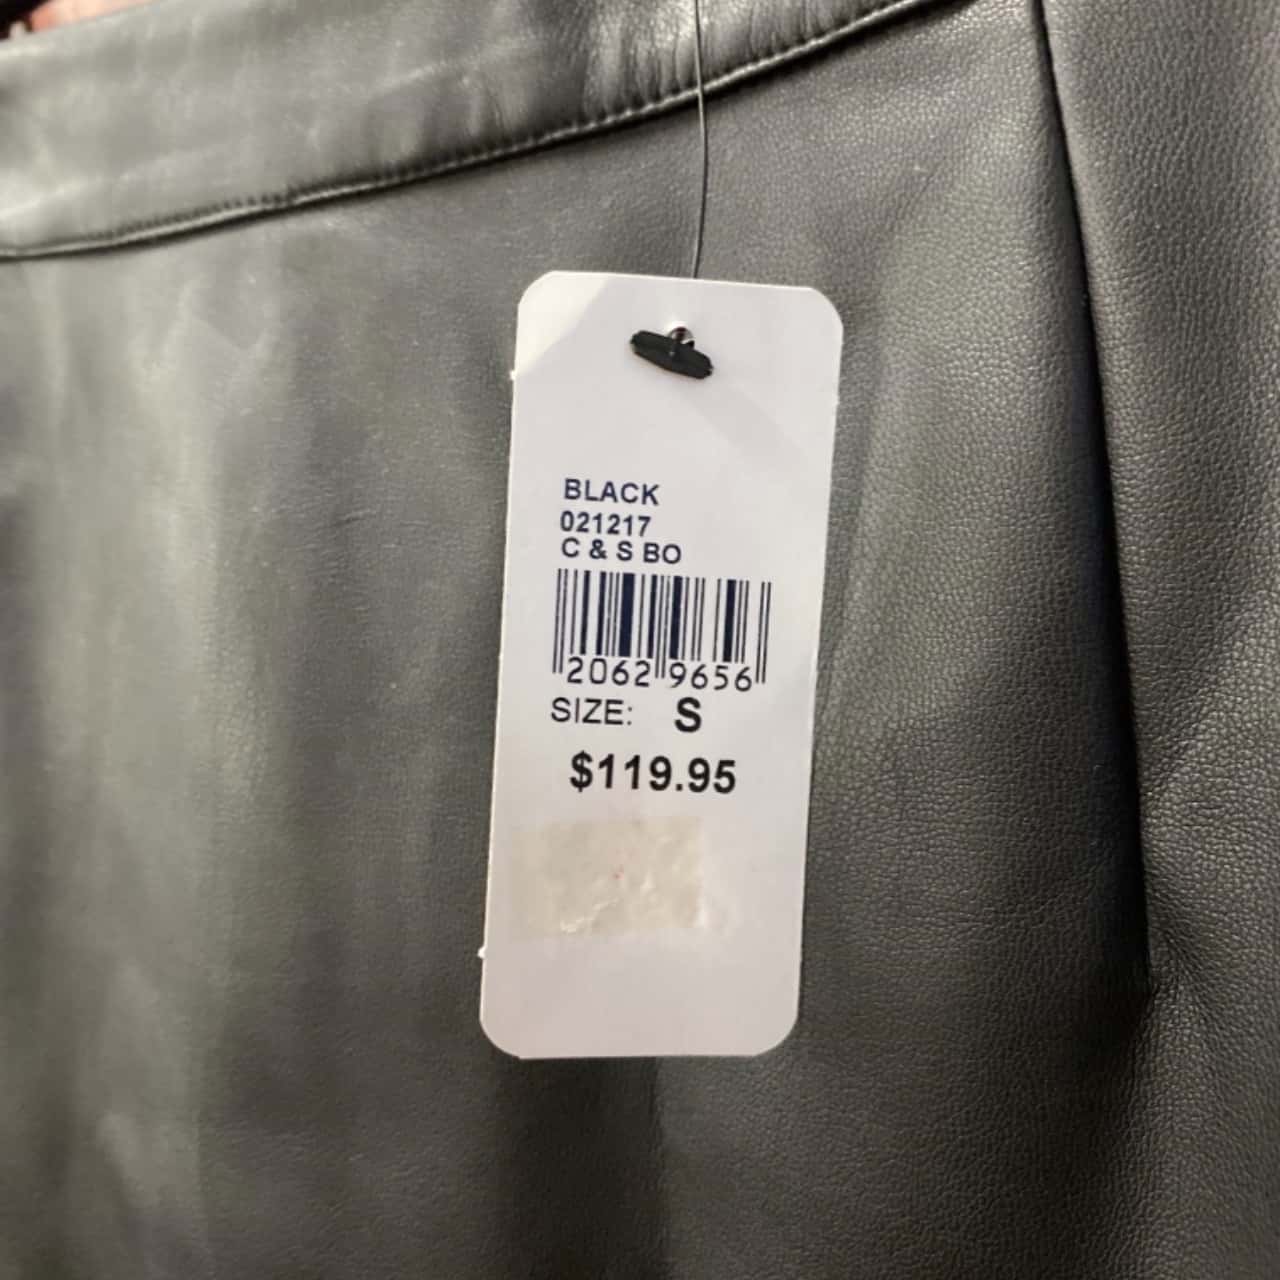 BLACK
021217
C & S BO
2062 9656
SIZE: S
$119.95